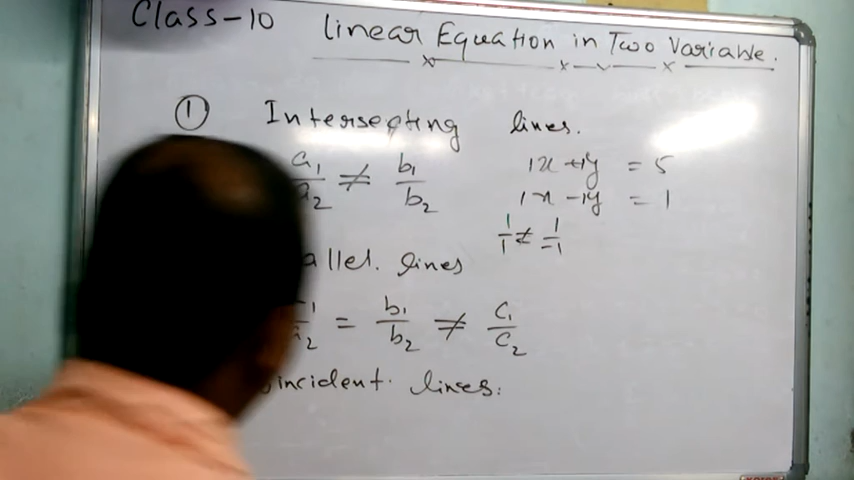 Class-10 Linear Equation in Two Variable.
① Intersecting lines.
a₁/a₂ ≠ b₁/b₂
1x+1y = 5
1x-1y = 1
1/1 ≠ 1/-1
allel. lines
= b₁/b₂ ≠ C₁/C₂
incident. lines: